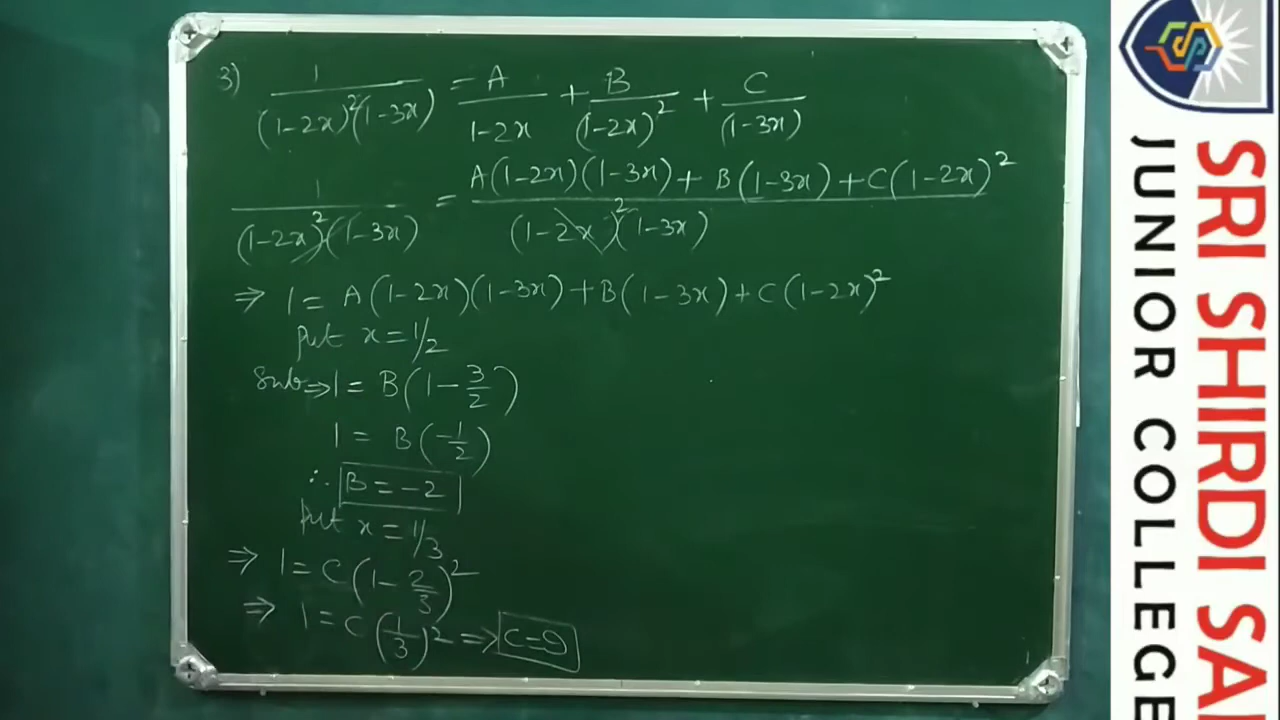 3) 1/((1-2x)²(1-3x)) = A/(1-2x) + B/(1-2x)² + C/(1-3x)
1/((1-2x)²(1-3x)) = (A(1-2x)(1-3x) + B(1-3x) + C(1-2x)²)/((1-2x)²(1-3x))
⇒ 1 = A(1-2x)(1-3x) + B(1-3x) + C(1-2x)²
put x = 1/2
Sub ⇒ 1 = B(1 - 3/2)
1 = B(-1/2)
∴ B = -2
Put x = 1/3
⇒ 1 = C(1 - 2/3)²
⇒ 1 = C(1/3)² ⇒ C = 9
SRI SHIRDI SAI
JUNIOR COLLEGE